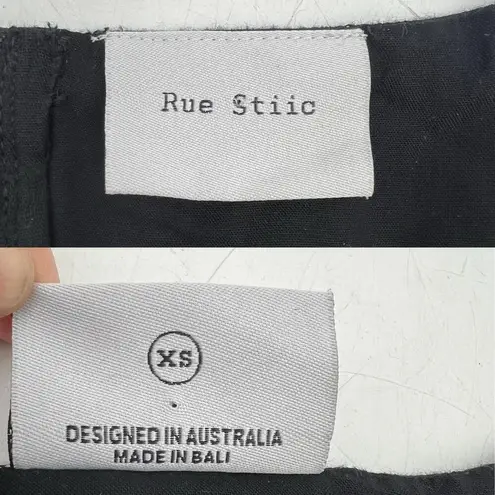 Rue Stiic
XS
DESIGNED IN AUSTRALIA
MADE IN BALI